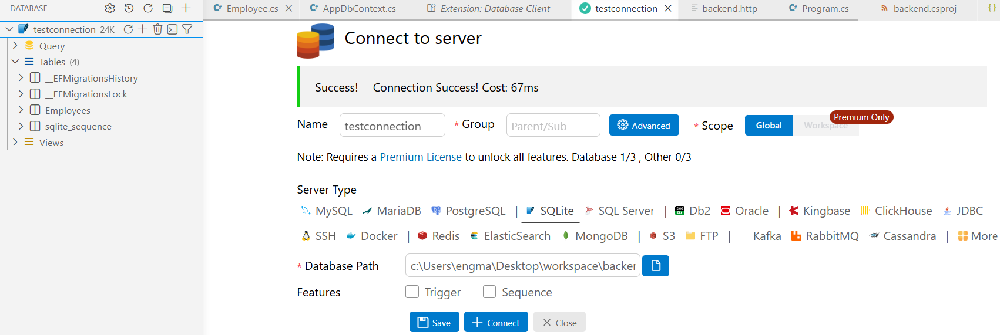 DATABASE
Employee.cs
AppDbContext.cs
Extension: Database Client
testconnection
backend.http
Program.cs
backend.csproj
{}
testconnection 24K
Query
Tables (4)
__EFMigrationsHistory
__EFMigrationsLock
Employees
sqlite_sequence
Views
Connect to server
Success! Connection Success! Cost: 67ms
Name testconnection * Group Parent/Sub Advanced * Scope Global Workspace Premium Only
Note: Requires a Premium License to unlock all features. Database 1/3 , Other 0/3
Server Type
MySQL MariaDB PostgreSQL | SQLite SQL Server | Db2 Oracle | Kingbase ClickHouse JDBC
SSH Docker | Redis ElasticSearch MongoDB | S3 FTP | Kafka RabbitMQ Cassandra | More
* Database Path c:\Users\engma\Desktop\workspace\backer
Features Trigger Sequence
Save Connect Close